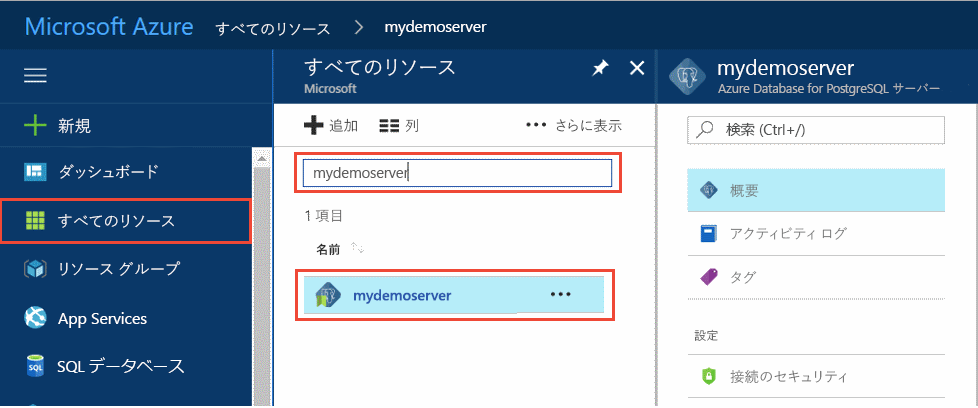 Microsoft Azure すべてのリソース > mydemoserver
新規
ダッシュボード
すべてのリソース
リソース グループ
App Services
SQL データベース
すべてのリソース
Microsoft
追加 列 ••• さらに表示
mydemoserver
1 項目
名前
mydemoserver •••
mydemoserver
Azure Database for PostgreSQL サーバー
検索 (Ctrl+/)
概要
アクティビティ ログ
タグ
設定
接続のセキュリティ